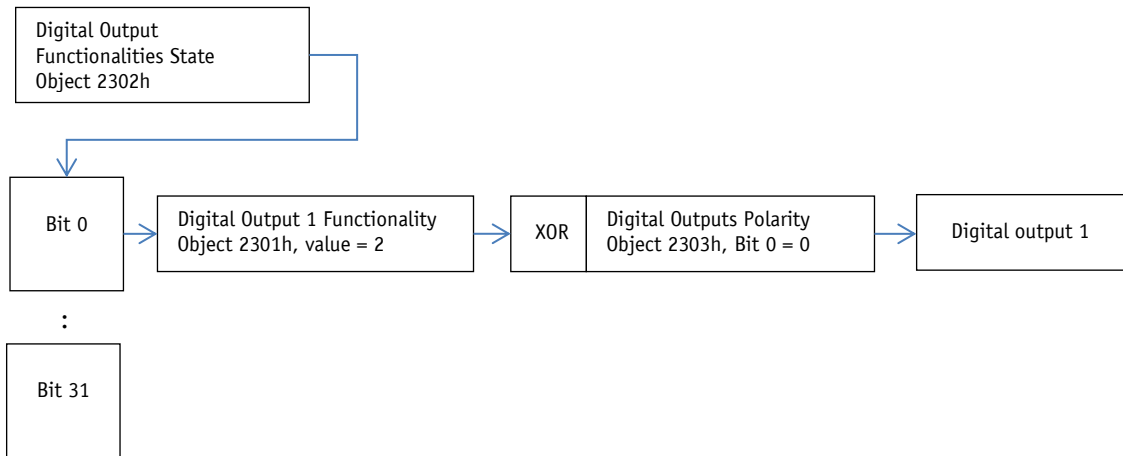 Digital Output
Functionalities State
Object 2302h
Bit 0
Digital Output 1 Functionality
Object 2301h, value = 2
XOR
Digital Outputs Polarity
Object 2303h, Bit 0 = 0
Digital output 1
:
Bit 31